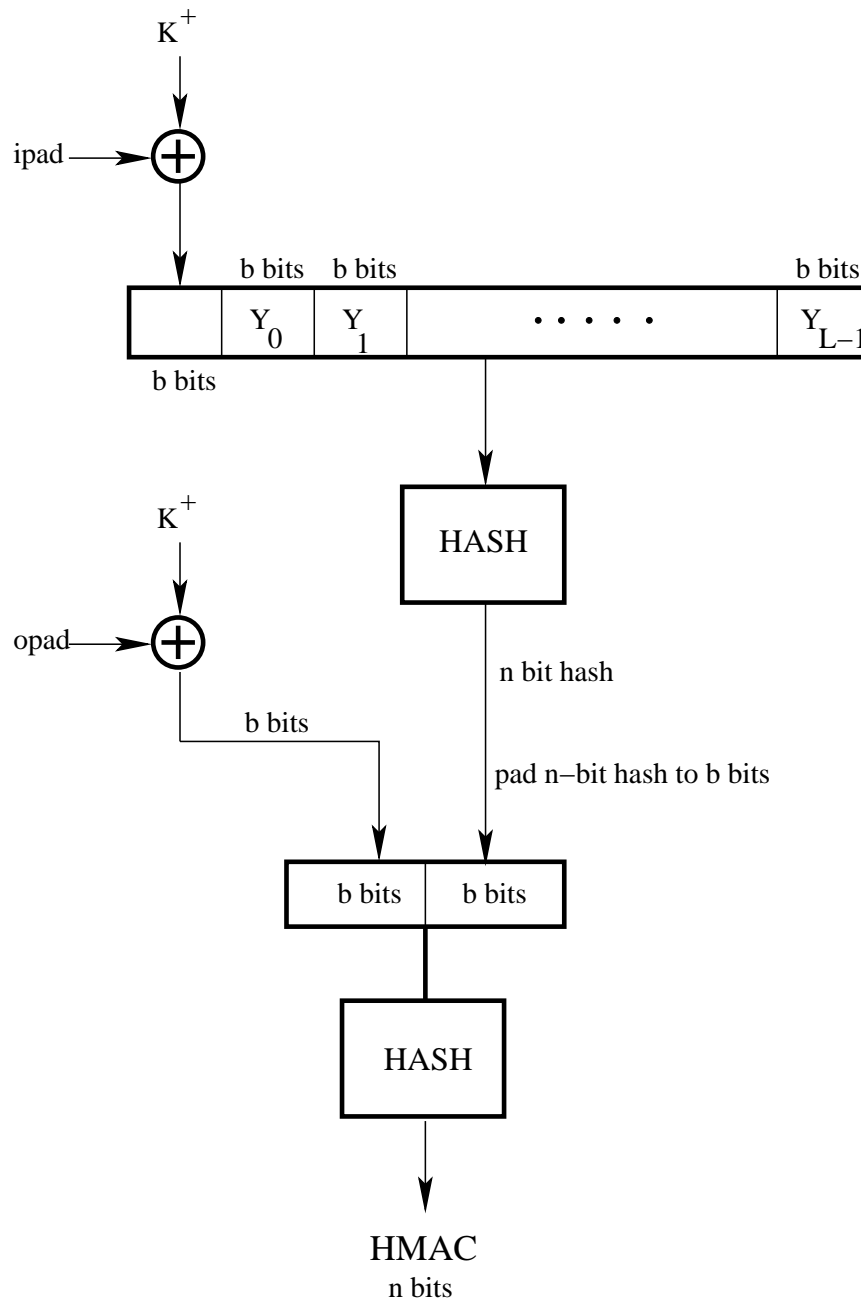 K+
ipad
b bits b bits b bits
Y0 Y1 ..... YL−1
b bits
K+
HASH
opad
n bit hash
b bits
pad n−bit hash to b bits
b bits b bits
HASH
HMAC
n bits